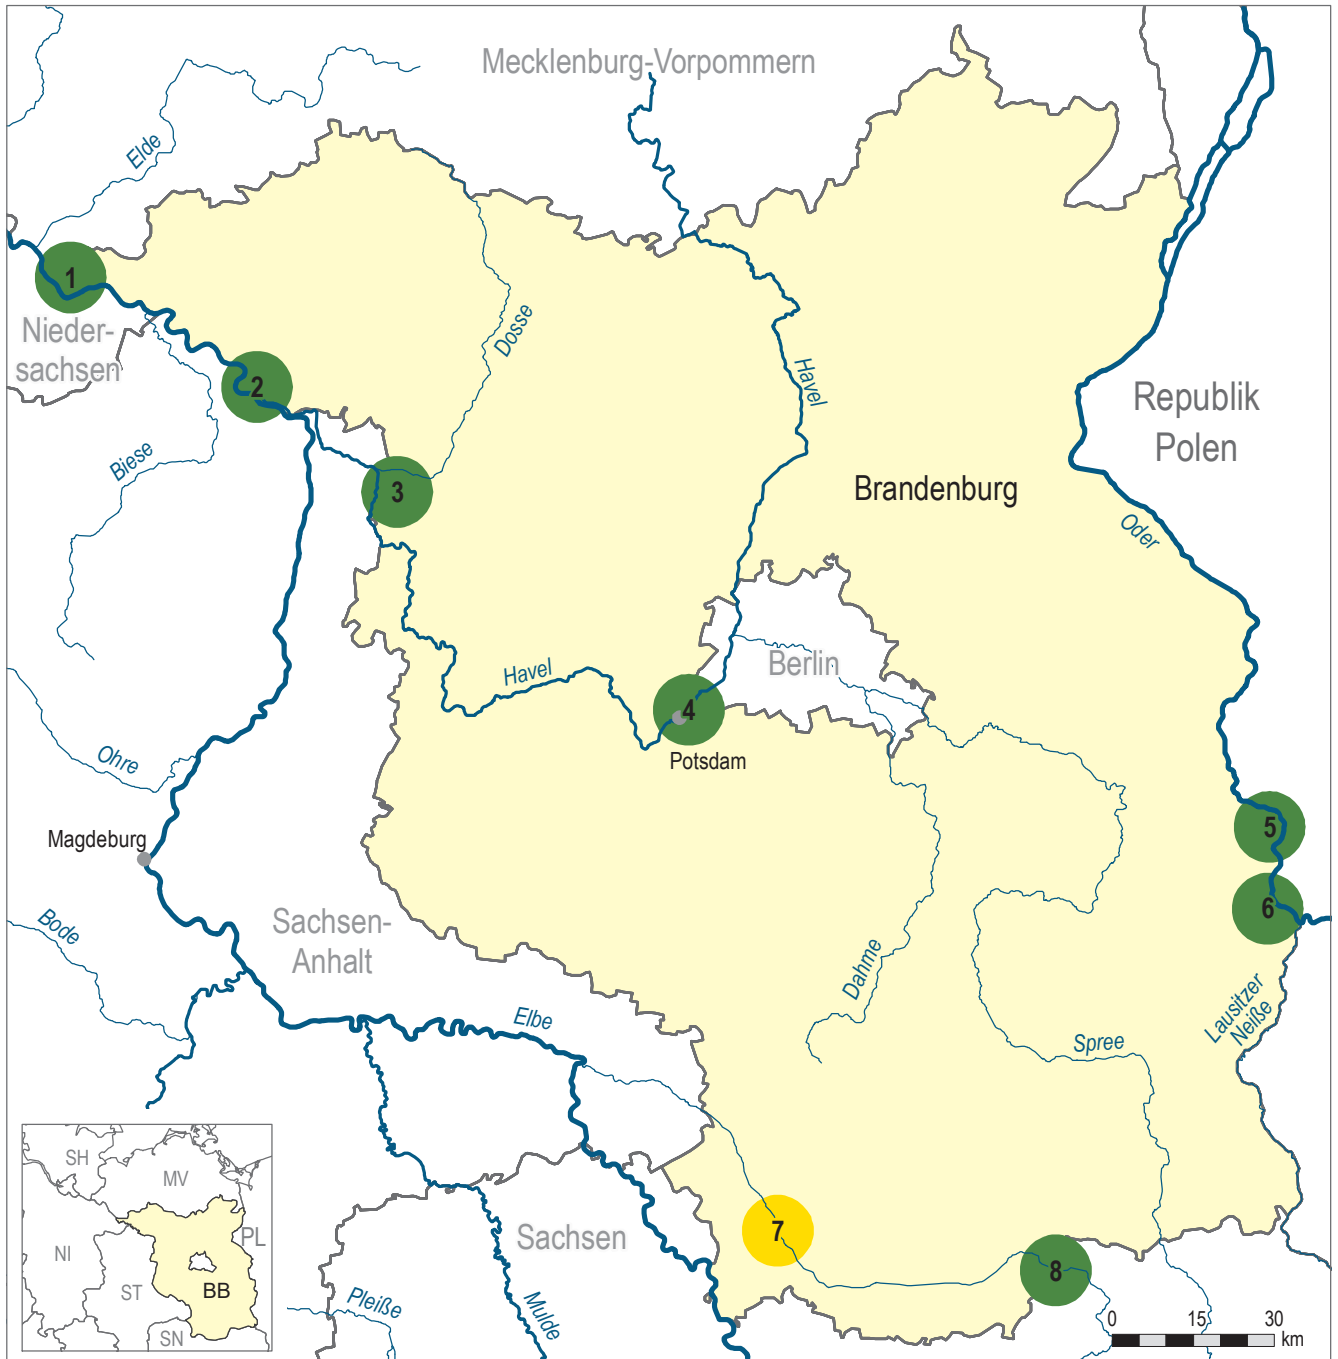 Mecklenburg-Vorpommern
Elde
1
Nieder-
sachsen
2
Dosse
Havel
Republik
Polen
Biese
3
Brandenburg
Oder
Berlin
Havel
4
Potsdam
Ohre
Magdeburg
5
6
Bode
Sachsen-
Anhalt
Dahme
Elbe
Lausitzer
Neiße
Spree
7
Sachsen
8
Pleiße
Mulde
SH
MV
NI
PL
ST
BB
SN
0 15 30
km